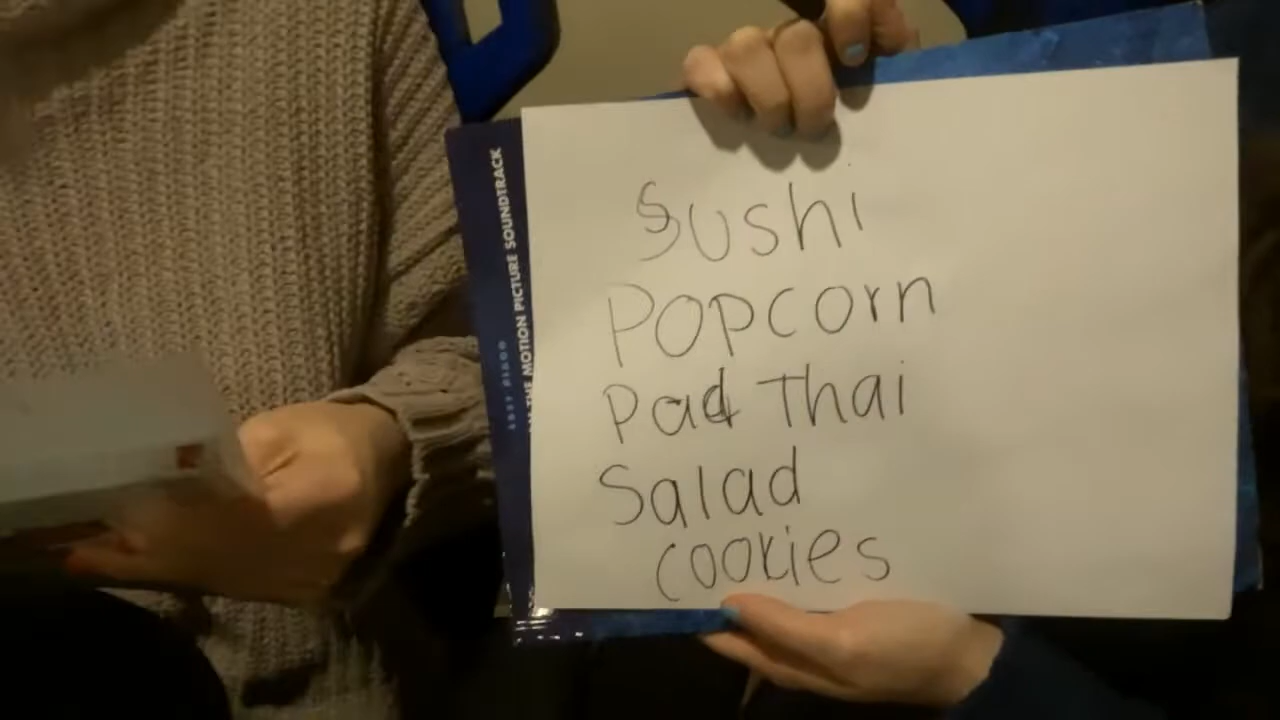 THE MOTION PICTURE SOUNDTRACK
Sushi
Popcorn
Pad Thai
Salad
cookies